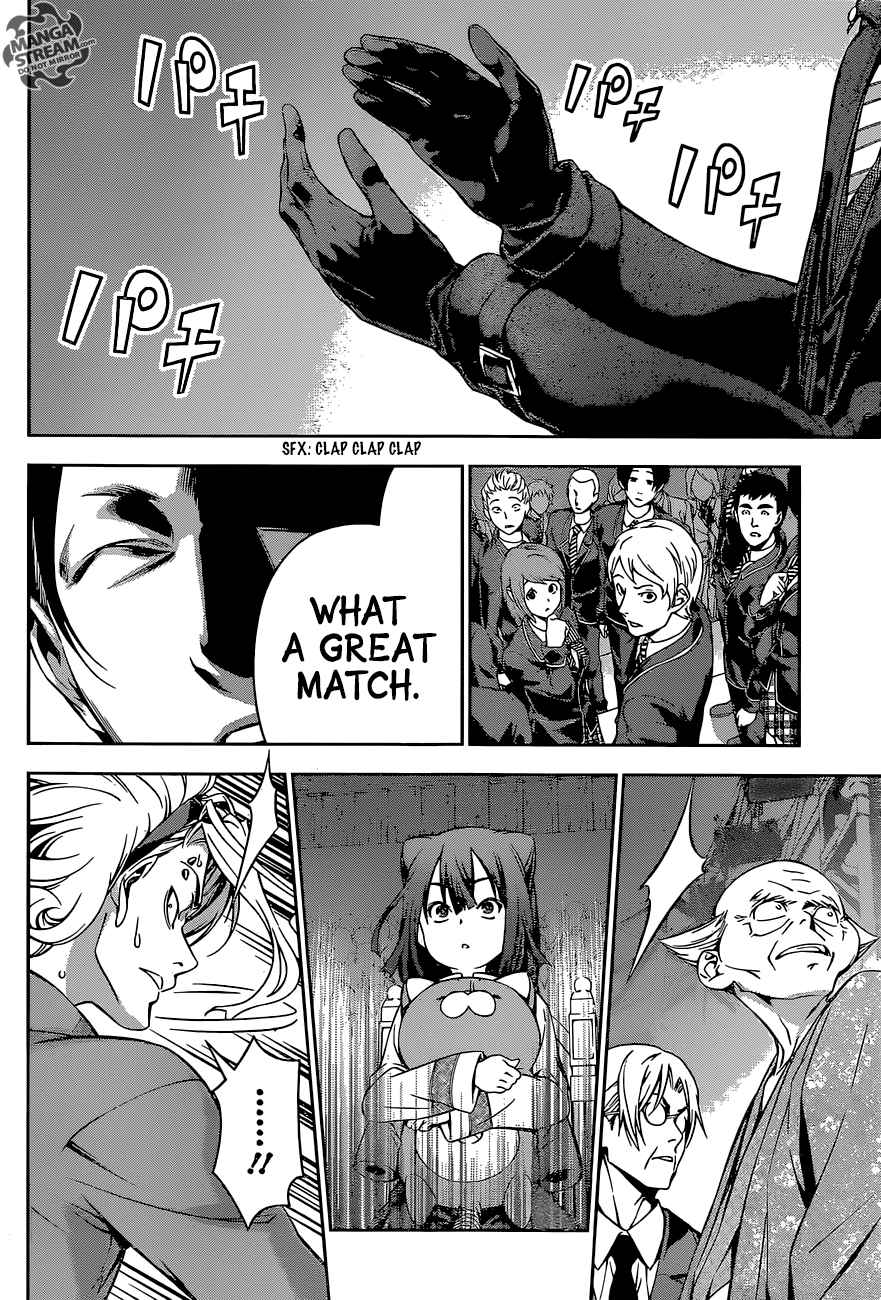 MANGA
STREAM.com
DO NOT MIRROR
パチ
パチ
パチ
パチ
SFX: CLAP CLAP CLAP
WHAT
A GREAT
MATCH.
......!!